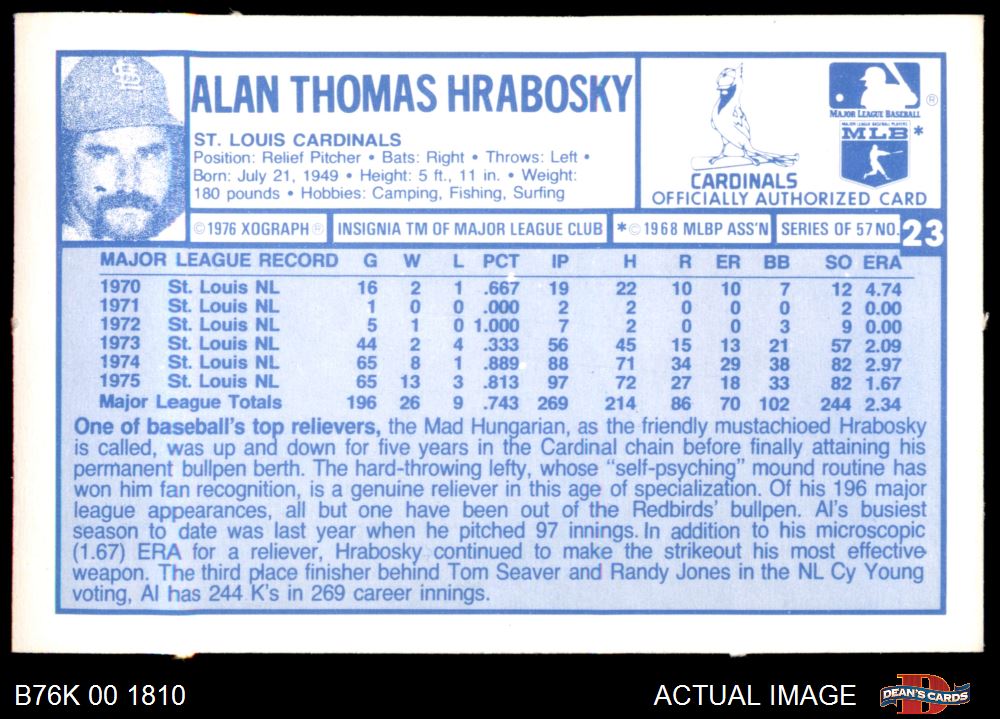 ALAN THOMAS HRABOSKY
ST. LOUIS CARDINALS
Position: Relief Pitcher • Bats: Right • Throws: Left •
Born: July 21, 1949 • Height: 5 ft., 11 in. • Weight:
180 pounds • Hobbies: Camping, Fishing, Surfing
StL
CARDINALS
MAJOR LEAGUE BASEBALL ®
MAJOR LEAGUE BASEBALL PLAYERS
MLB *
OFFICIALLY AUTHORIZED CARD
© 1976 XOGRAPH ® INSIGNIA TM OF MAJOR LEAGUE CLUB * © 1968 MLBP ASS'N SERIES OF 57 NO. 23
MAJOR LEAGUE RECORD G W L PCT IP H R ER BB SO ERA
1970 St. Louis NL 16 2 1 .667 19 22 10 10 7 12 4.74
1971 St. Louis NL 1 0 0 .000 2 2 0 0 0 2 0.00
1972 St. Louis NL 5 1 0 1.000 7 2 0 0 3 9 0.00
1973 St. Louis NL 44 2 4 .333 56 45 15 13 21 57 2.09
1974 St. Louis NL 65 8 1 .889 88 71 34 29 38 82 2.97
1975 St. Louis NL 65 13 3 .813 97 72 27 18 33 82 1.67
Major League Totals 196 26 9 .743 269 214 86 70 102 244 2.34
One of baseball's top relievers, the Mad Hungarian, as the friendly mustachioed Hrabosky
is called, was up and down for five years in the Cardinal chain before finally attaining his
permanent bullpen berth. The hard-throwing lefty, whose "self-psyching" mound routine has
won him fan recognition, is a genuine reliever in this age of specialization. Of his 196 major
league appearances, all but one have been out of the Redbirds' bullpen. Al's busiest
season to date was last year when he pitched 97 innings. In addition to his microscopic
(1.67) ERA for a reliever, Hrabosky continued to make the strikeout his most effective
weapon. The third place finisher behind Tom Seaver and Randy Jones in the NL Cy Young
voting, Al has 244 K's in 269 career innings.
B76K 00 1810
ACTUAL IMAGE
DEAN'S CARDS